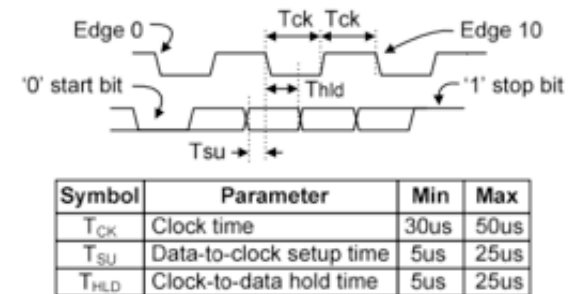 Edge 0 Tck Tck Edge 10
'0' start bit Thld '1' stop bit
Tsu
Symbol Parameter Min Max
TCK Clock time 30us 50us
TSU Data-to-clock setup time 5us 25us
THLD Clock-to-data hold time 5us 25us